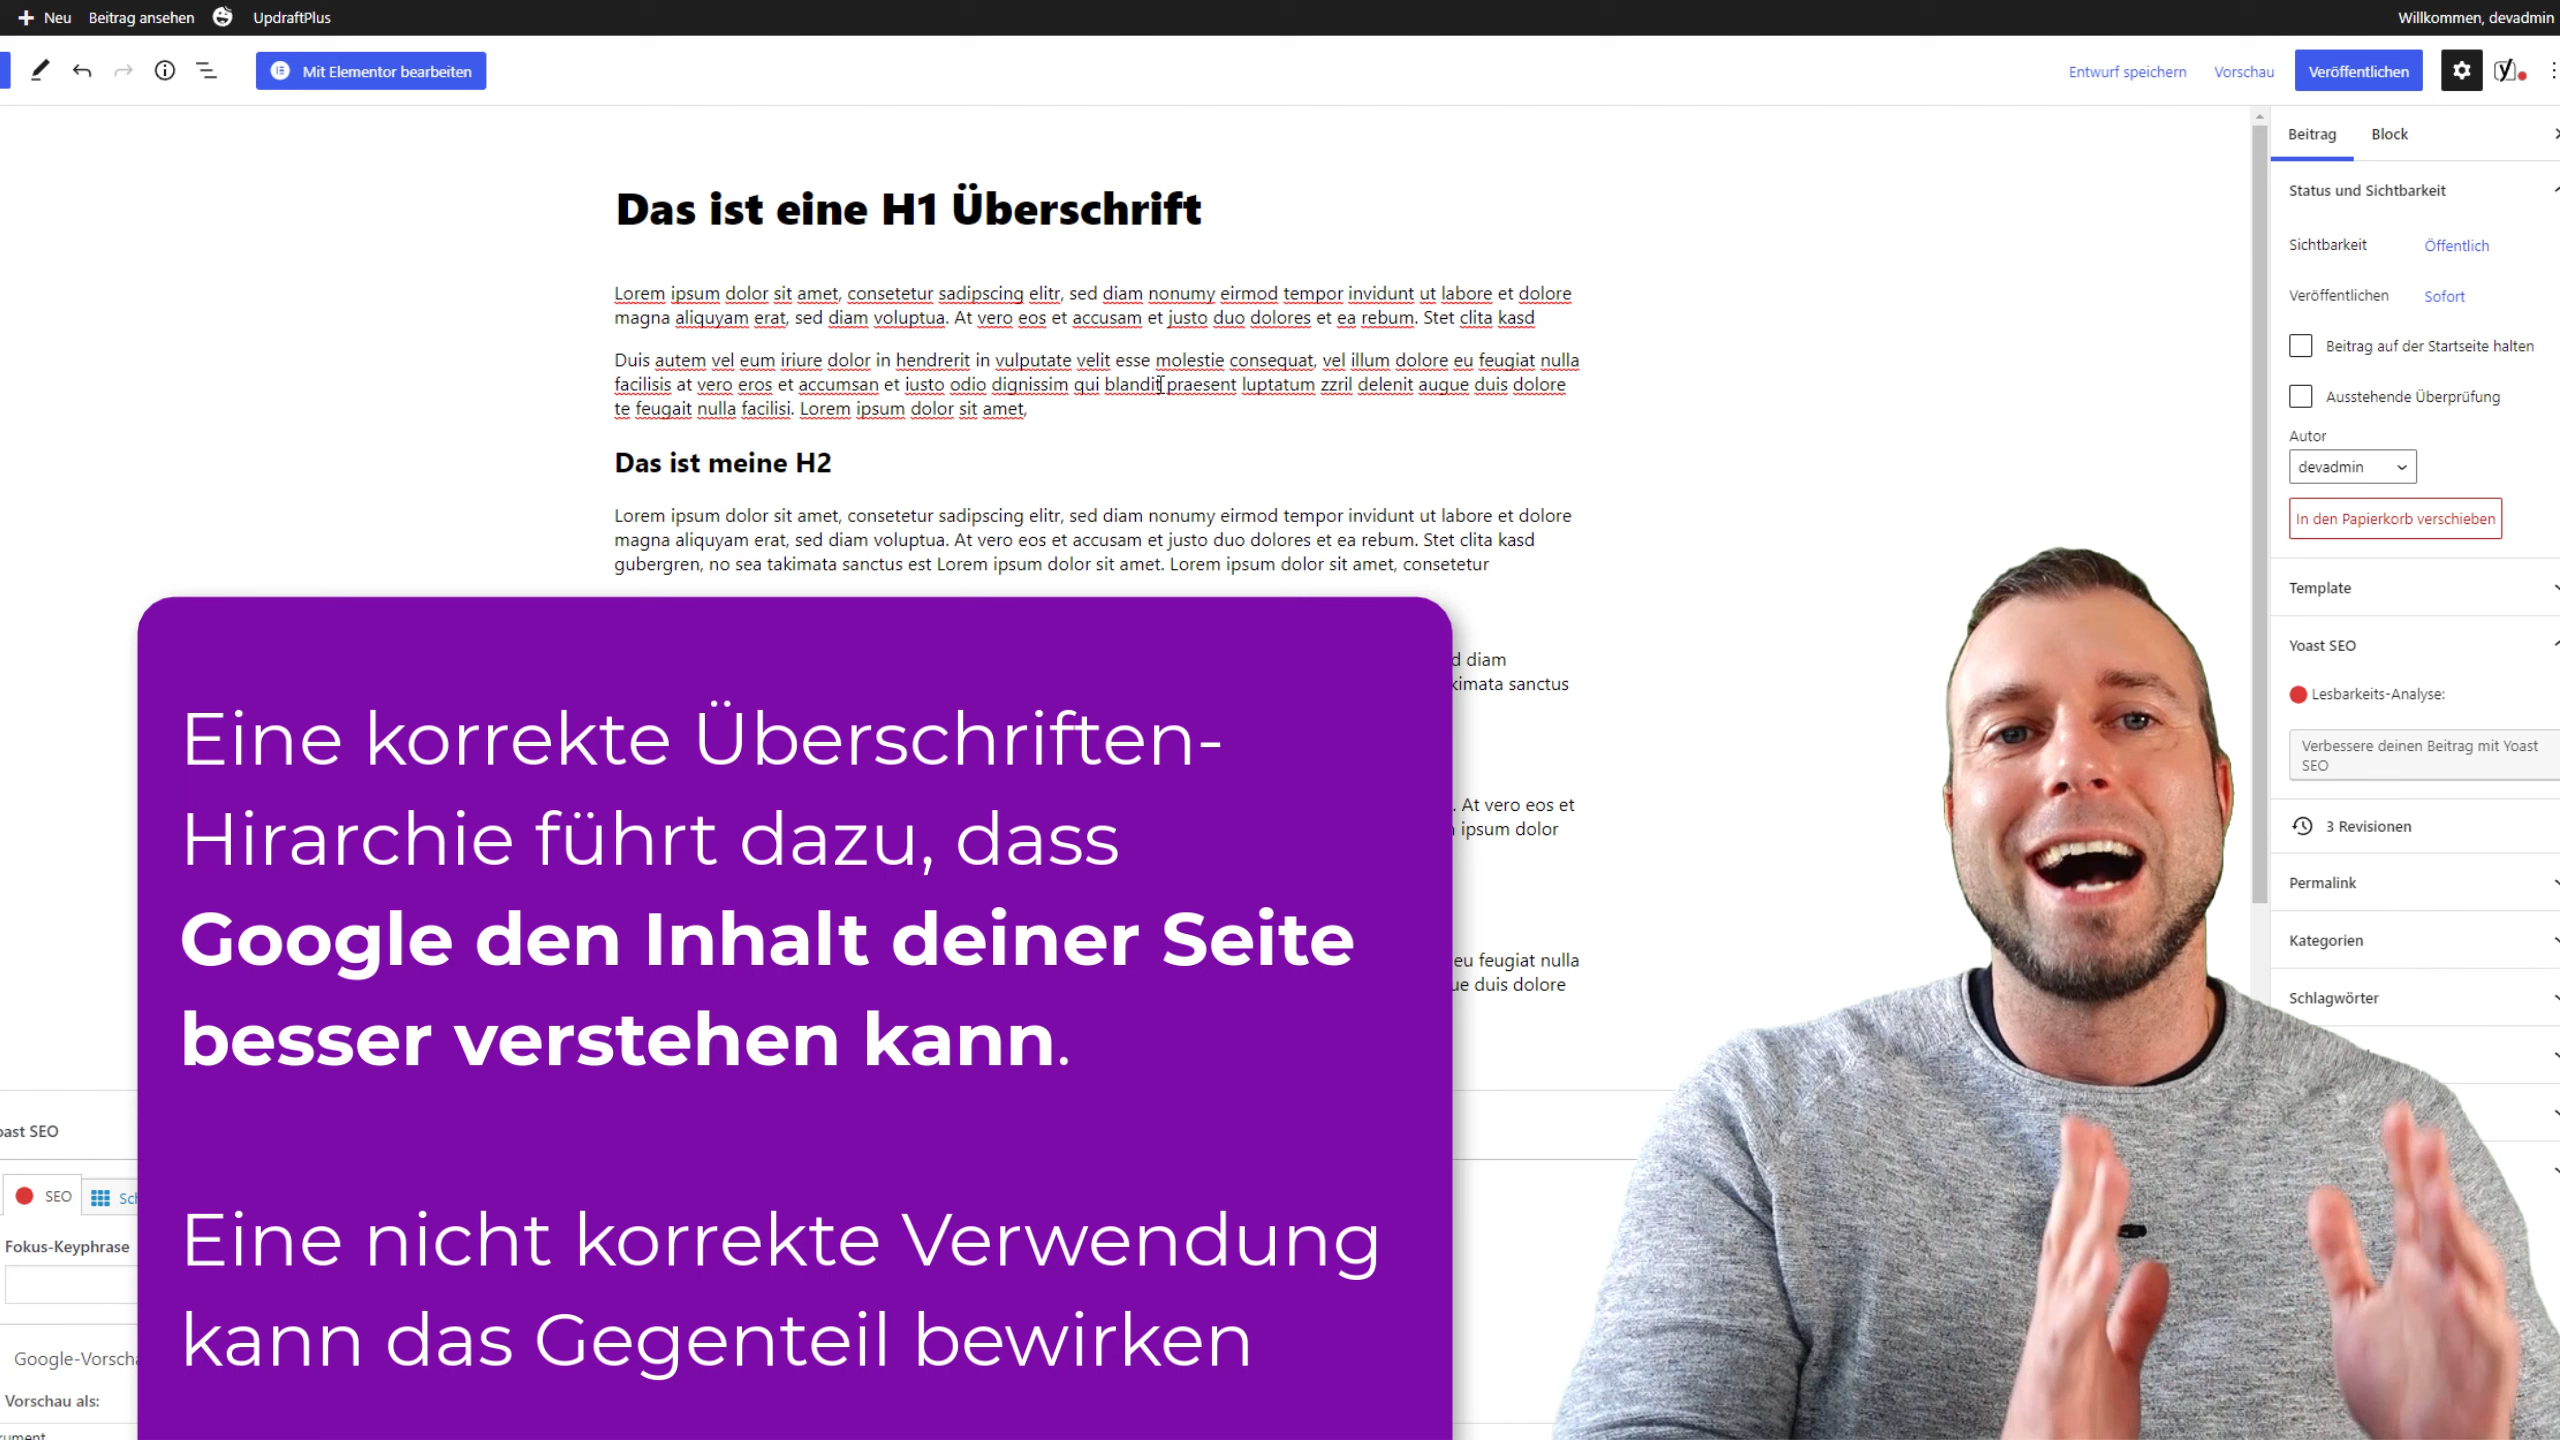 Neu Beitrag ansehen UpdraftPlus Willkommen, devadmin
Mit Elementor bearbeiten Entwurf speichern Vorschau Veröffentlichen
Das ist eine H1 Überschrift
Lorem ipsum dolor sit amet, consetetur sadipscing elitr, sed diam nonumy eirmod tempor invidunt ut labore et dolore
magna aliquyam erat, sed diam voluptua. At vero eos et accusam et justo duo dolores et ea rebum. Stet clita kasd
Duis autem vel eum iriure dolor in hendrerit in vulputate velit esse molestie consequat, vel illum dolore eu feugiat nulla
facilisis at vero eros et accumsan et iusto odio dignissim qui blandit praesent luptatum zzril delenit augue duis dolore
te feugait nulla facilisi. Lorem ipsum dolor sit amet,
Das ist meine H2
Lorem ipsum dolor sit amet, consetetur sadipscing elitr, sed diam nonumy eirmod tempor invidunt ut labore et dolore
magna aliquyam erat, sed diam voluptua. At vero eos et accusam et justo duo dolores et ea rebum. Stet clita kasd
gubergren, no sea takimata sanctus est Lorem ipsum dolor sit amet. Lorem ipsum dolor sit amet, consetetur
diam
sanctus
. At vero eos et
ipsum dolor
eu feugiat nulla
duis dolore
Eine korrekte Überschriften-
Hirarchie führt dazu, dass
Google den Inhalt deiner Seite
besser verstehen kann.
Eine nicht korrekte Verwendung
kann das Gegenteil bewirken
SEO
SEO
Fokus-Keyphrase
Vorschau als:
Beitrag Block
Status und Sichtbarkeit
Sichtbarkeit Öffentlich
Veröffentlichen Sofort
Beitrag auf der Startseite halten
Ausstehende Überprüfung
Autor
devadmin
In den Papierkorb verschieben
Template
Yoast SEO
Lesbarkeits-Analyse:
Verbessere deinen Beitrag mit Yoast
SEO
3 Revisionen
Permalink
Kategorien
Schlagwörter